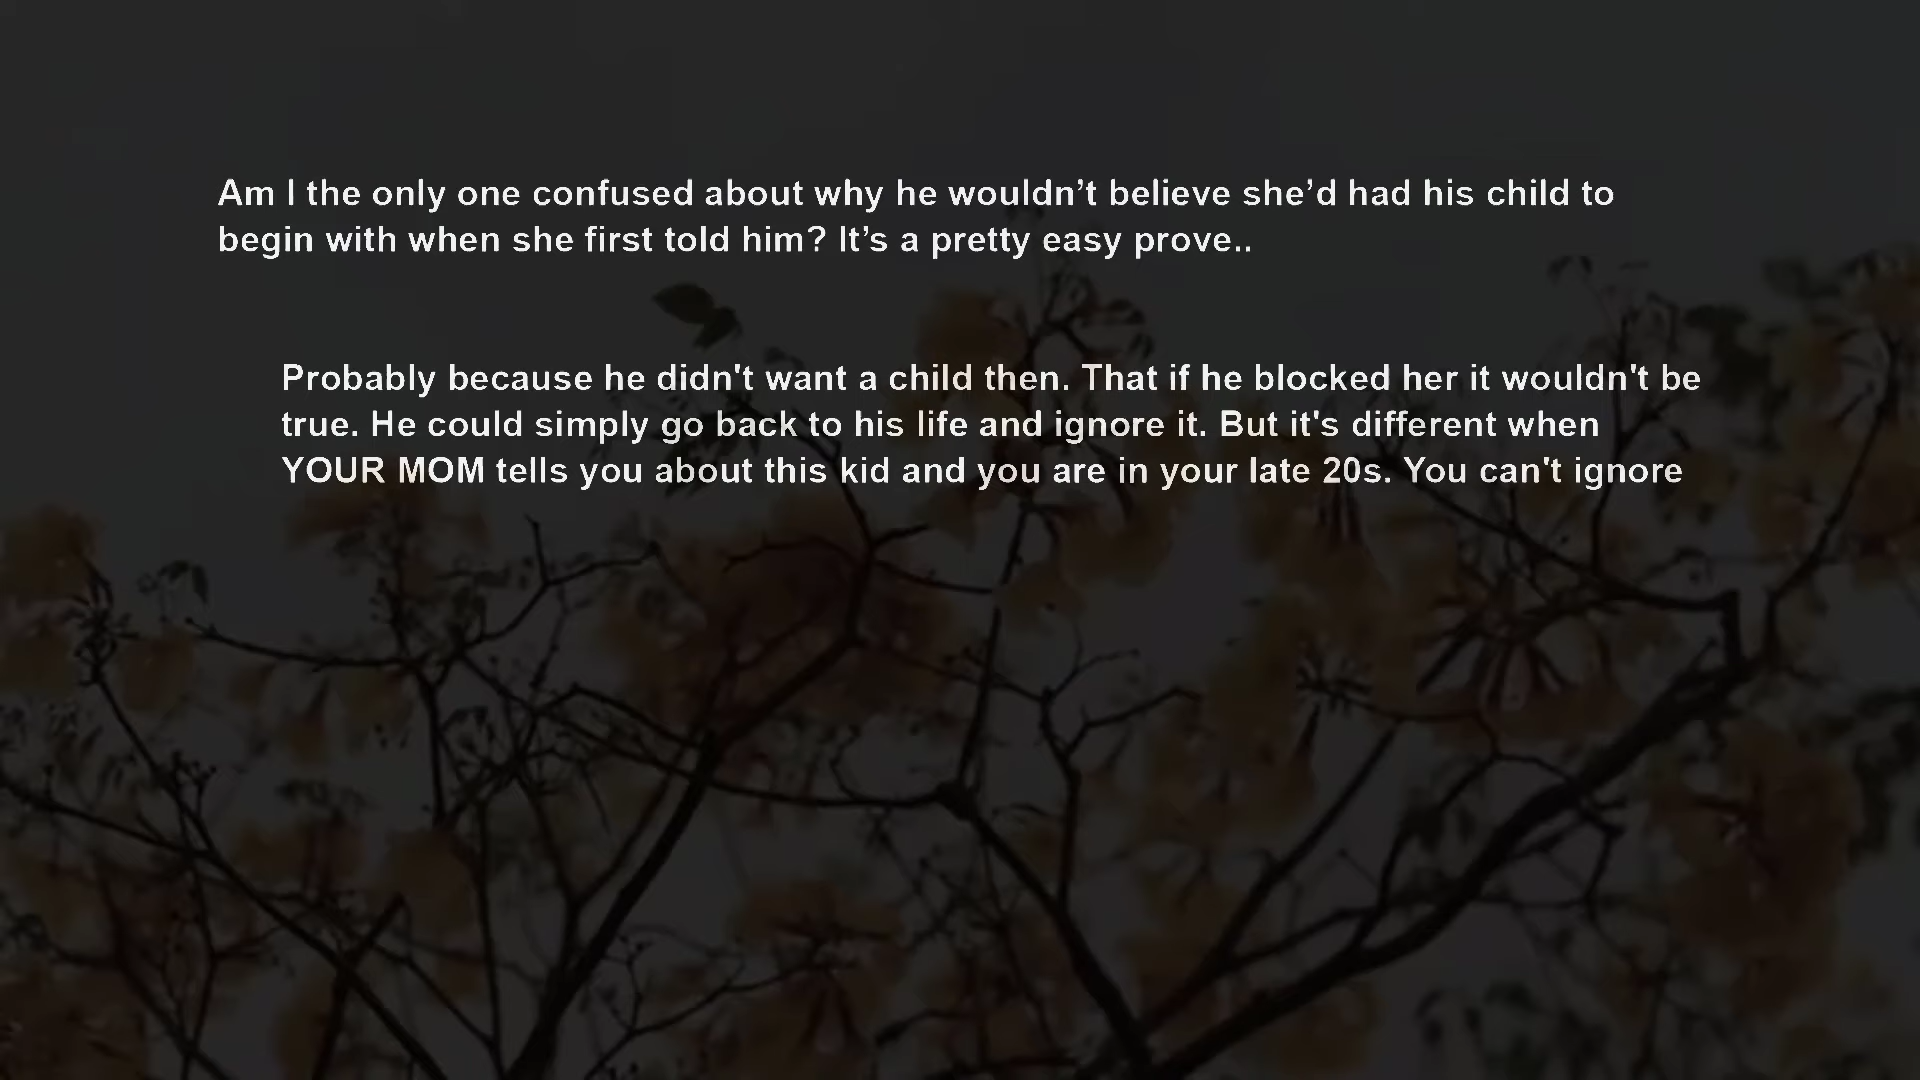 Am I the only one confused about why he wouldn’t believe she’d had his child to
begin with when she first told him? It’s a pretty easy prove..
Probably because he didn't want a child then. That if he blocked her it wouldn't be
true. He could simply go back to his life and ignore it. But it's different when
YOUR MOM tells you about this kid and you are in your late 20s. You can't ignore